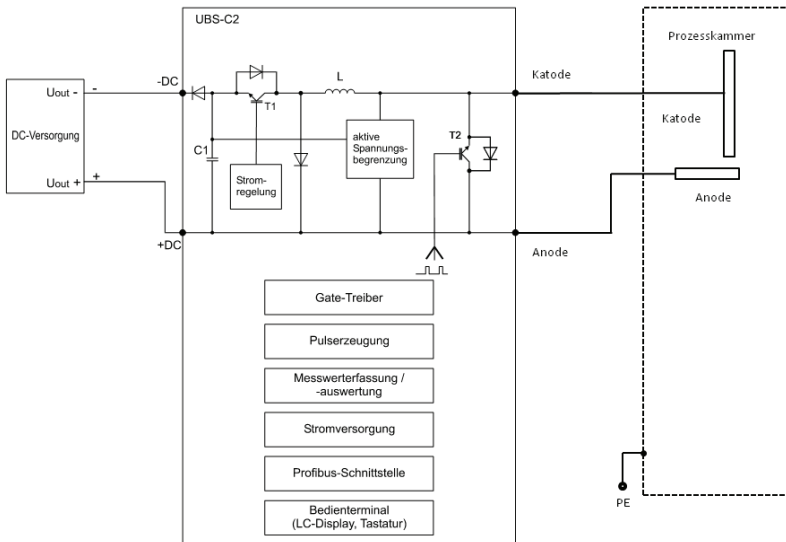 UBS-C2
Prozesskammer
-DC
L
Katode
Uout -
-
T1
Katode
DC-Versorgung
C1
aktive
Spannungs-
begrenzung
T2
Strom-
regelung
Uout +
+
Anode
+DC
Anode
Gate-Treiber
Pulserzeugung
Messwerterfassung /
-auswertung
Stromversorgung
Profibus-Schnittstelle
PE
Bedienterminal
(LC-Display, Tastatur)